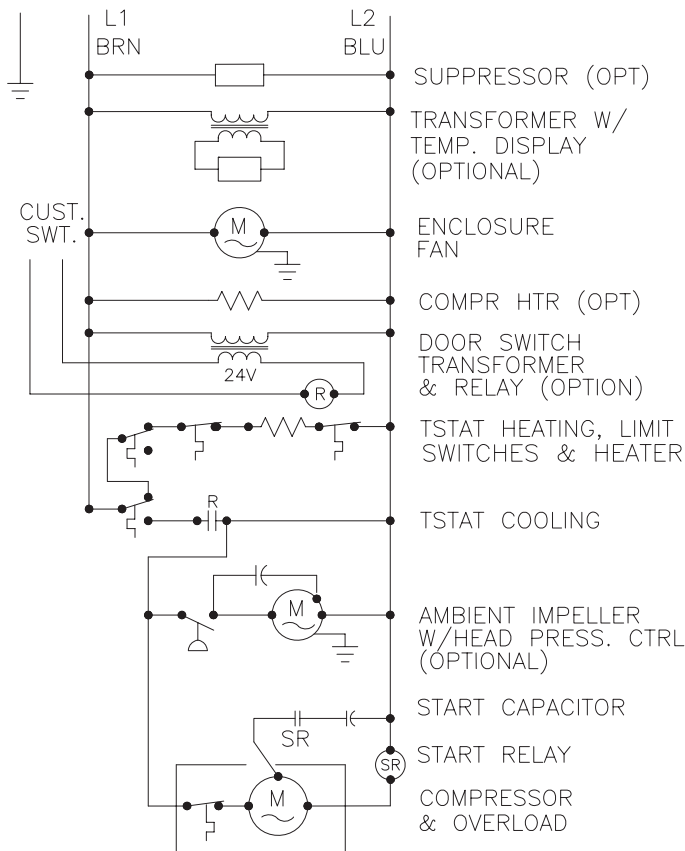 L1
BRN
L2
BLU
SUPPRESSOR (OPT)
TRANSFORMER W/
TEMP. DISPLAY
(OPTIONAL)
CUST.
SWT.
M
ENCLOSURE
FAN
COMPR HTR (OPT)
DOOR SWITCH
TRANSFORMER
& RELAY (OPTION)
24V
R
TSTAT HEATING, LIMIT
SWITCHES & HEATER
R
TSTAT COOLING
M
AMBIENT IMPELLER
W/HEAD PRESS. CTRL
(OPTIONAL)
START CAPACITOR
SR
START RELAY
SR
M
COMPRESSOR
& OVERLOAD